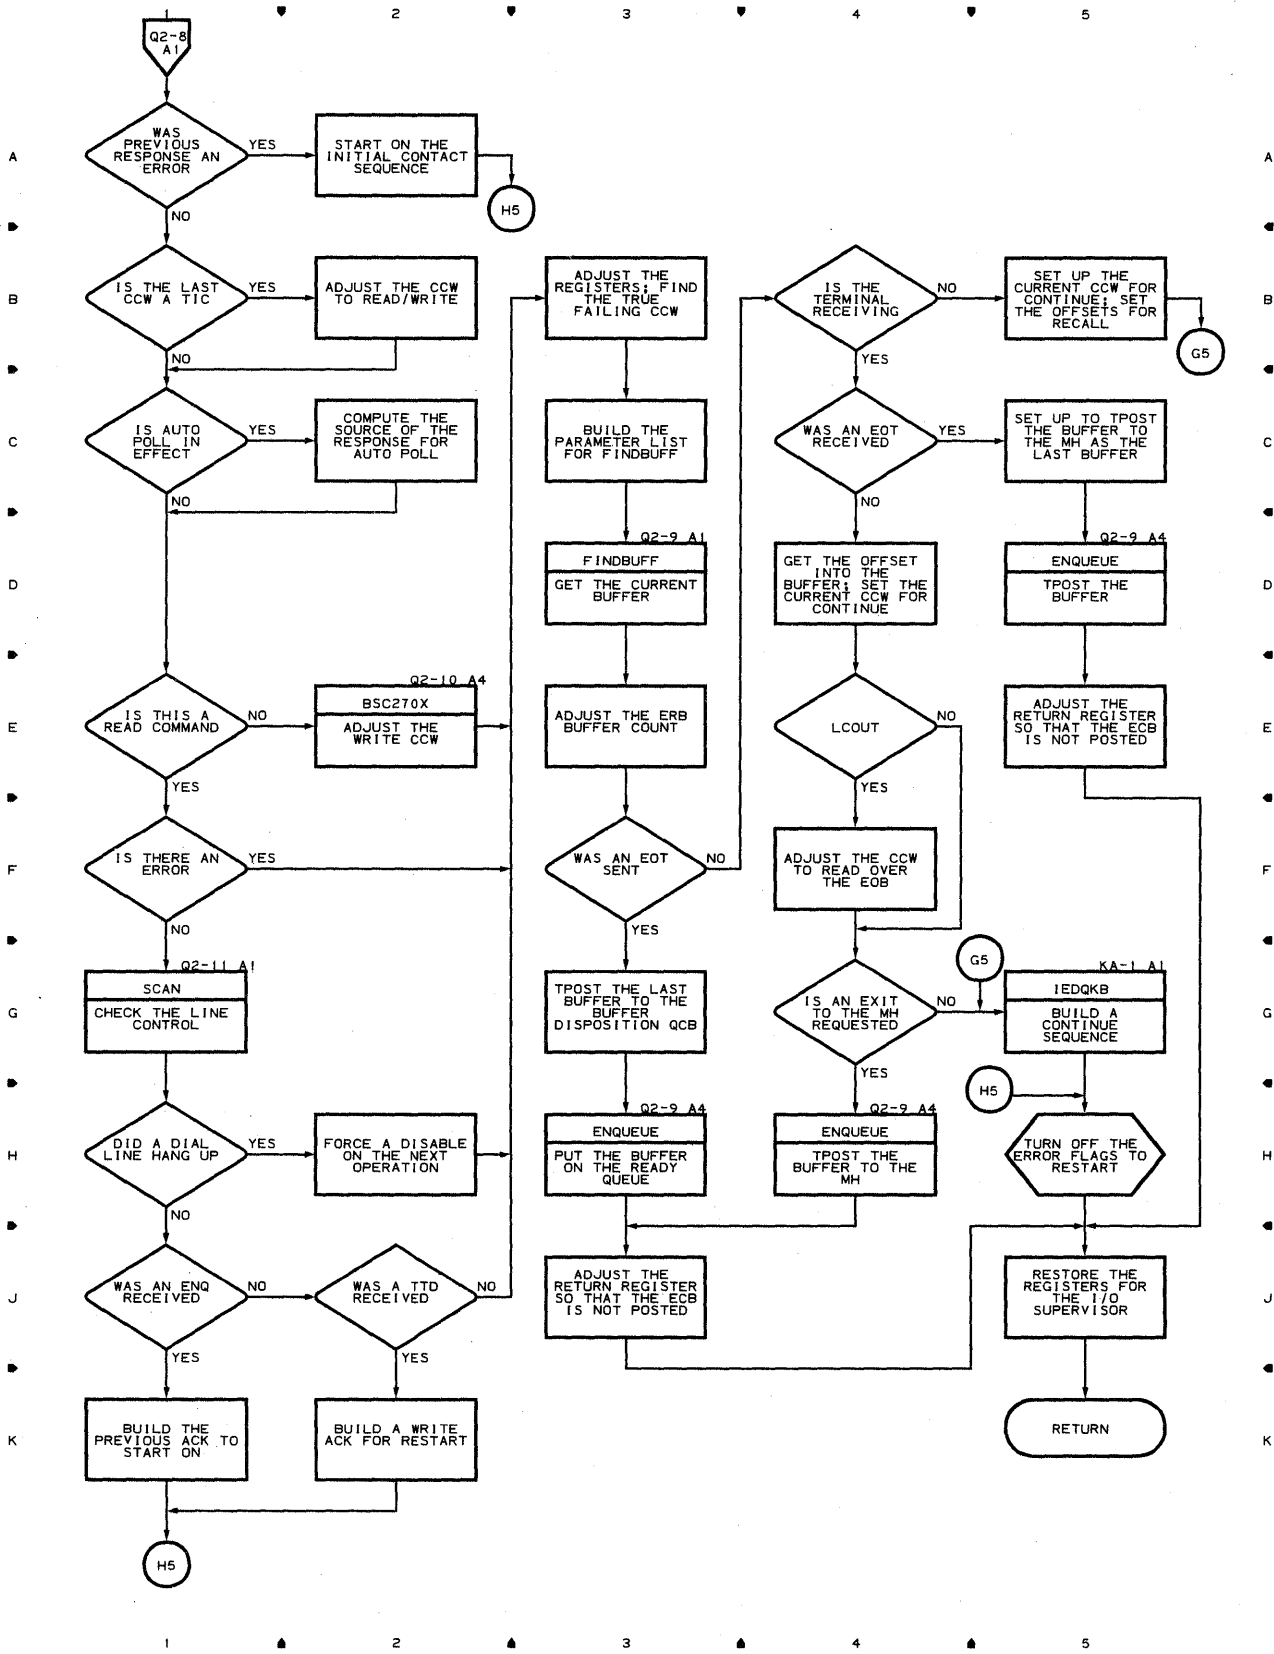 1 2 3 4 5
Q2-8
A1
A
WAS
PREVIOUS
RESPONSE AN
ERROR
YES
NO
START ON THE
INITIAL CONTACT
SEQUENCE
H5
A
B
IS THE LAST
CCW A TIC
YES
NO
ADJUST THE CCW
TO READ/WRITE
ADJUST THE
REGISTERS; FIND
THE TRUE
FAILING CCW
IS THE
TERMINAL
RECEIVING
NO
YES
SET UP THE
CURRENT CCW FOR
CONTINUE; SET
THE OFFSETS FOR
RECALL
G5
B
C
IS AUTO
POLL IN
EFFECT
YES
NO
COMPUTE THE
SOURCE OF THE
RESPONSE FOR
AUTO POLL
BUILD THE
PARAMETER LIST
FOR FINDBUFF
WAS AN EOT
RECEIVED
YES
NO
SET UP TO TPOST
THE BUFFER TO
THE MH AS THE
LAST BUFFER
C
D
Q2-9 A1
FINDBUFF
GET THE CURRENT
BUFFER
GET THE OFFSET
INTO THE
BUFFER; SET THE
CURRENT CCW FOR
CONTINUE
Q2-9 A4
ENQUEUE
TPOST THE
BUFFER
D
E
IS THIS A
READ COMMAND
NO
YES
Q2-10 A4
BSC270X
ADJUST THE
WRITE CCW
ADJUST THE ERB
BUFFER COUNT
LCOUT
NO
YES
ADJUST THE
RETURN REGISTER
SO THAT THE ECB
IS NOT POSTED
E
F
IS THERE AN
ERROR
YES
NO
WAS AN EOT
SENT
NO
YES
ADJUST THE CCW
TO READ OVER
THE EOB
F
G
Q2-11 A1
SCAN
CHECK THE LINE
CONTROL
TPOST THE LAST
BUFFER TO THE
BUFFER
DISPOSITION QCB
IS AN EXIT
TO THE MH
REQUESTED
NO
YES
G5
KA-1 A1
IEDQKB
BUILD A
CONTINUE
SEQUENCE
G
H
DID A DIAL
LINE HANG UP
YES
NO
FORCE A DISABLE
ON THE NEXT
OPERATION
Q2-9 A4
ENQUEUE
PUT THE BUFFER
ON THE READY
QUEUE
Q2-9 A4
ENQUEUE
TPOST THE
BUFFER TO THE
MH
H5
TURN OFF THE
ERROR FLAGS TO
RESTART
H
J
WAS AN ENQ
RECEIVED
NO
YES
WAS A TTD
RECEIVED
NO
YES
ADJUST THE
RETURN REGISTER
SO THAT THE ECB
IS NOT POSTED
RESTORE THE
REGISTERS FOR
THE I/O
SUPERVISOR
J
K
BUILD THE
PREVIOUS ACK TO
START ON
BUILD A WRITE
ACK FOR RESTART
RETURN
K
H5
1 2 3 4 5